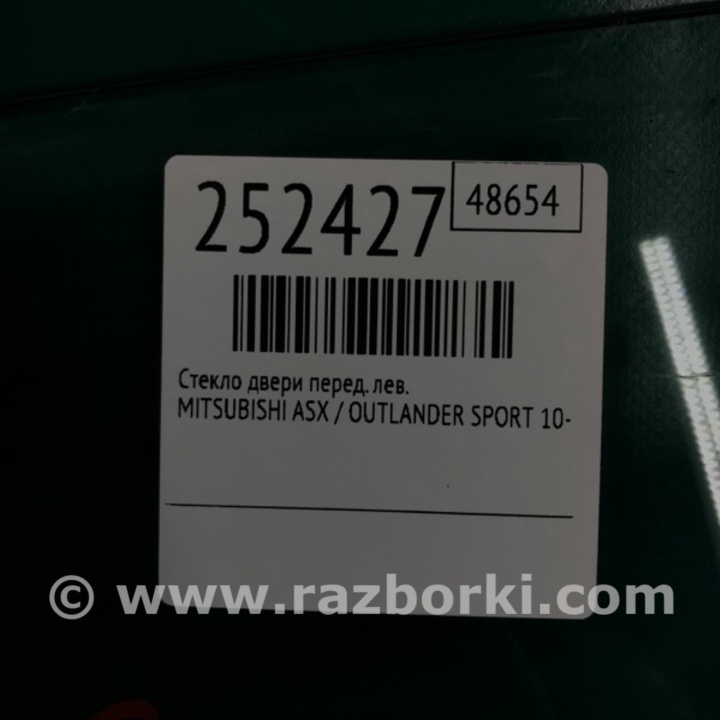 252427
48654
Стекло двери перед. лев.
MITSUBISHI ASX / OUTLANDER SPORT 10-
© www.razborki.com